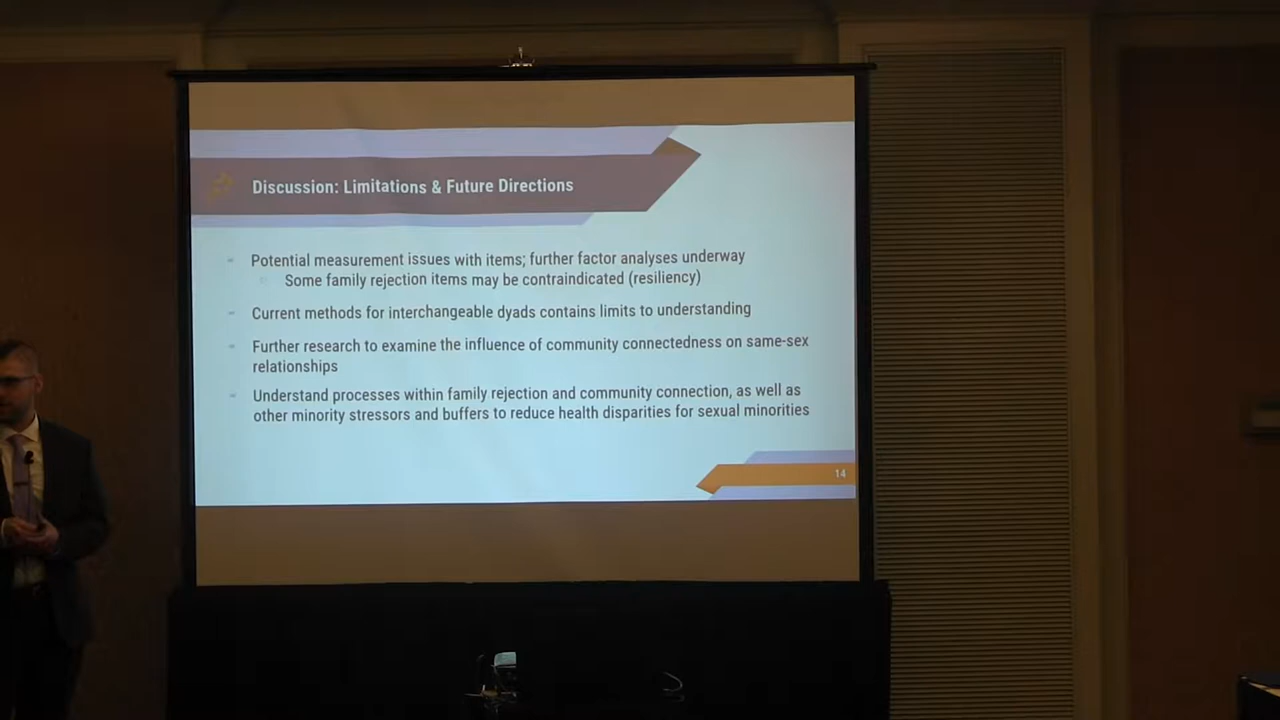 Discussion: Limitations & Future Directions
Potential measurement issues with items; further factor analyses underway
Some family rejection items may be contraindicated (resiliency)
Current methods for interchangeable dyads contains limits to understanding
Further research to examine the influence of community connectedness on same-sex
relationships
Understand processes within family rejection and community connection, as well as
other minority stressors and buffers to reduce health disparities for sexual minorities
14